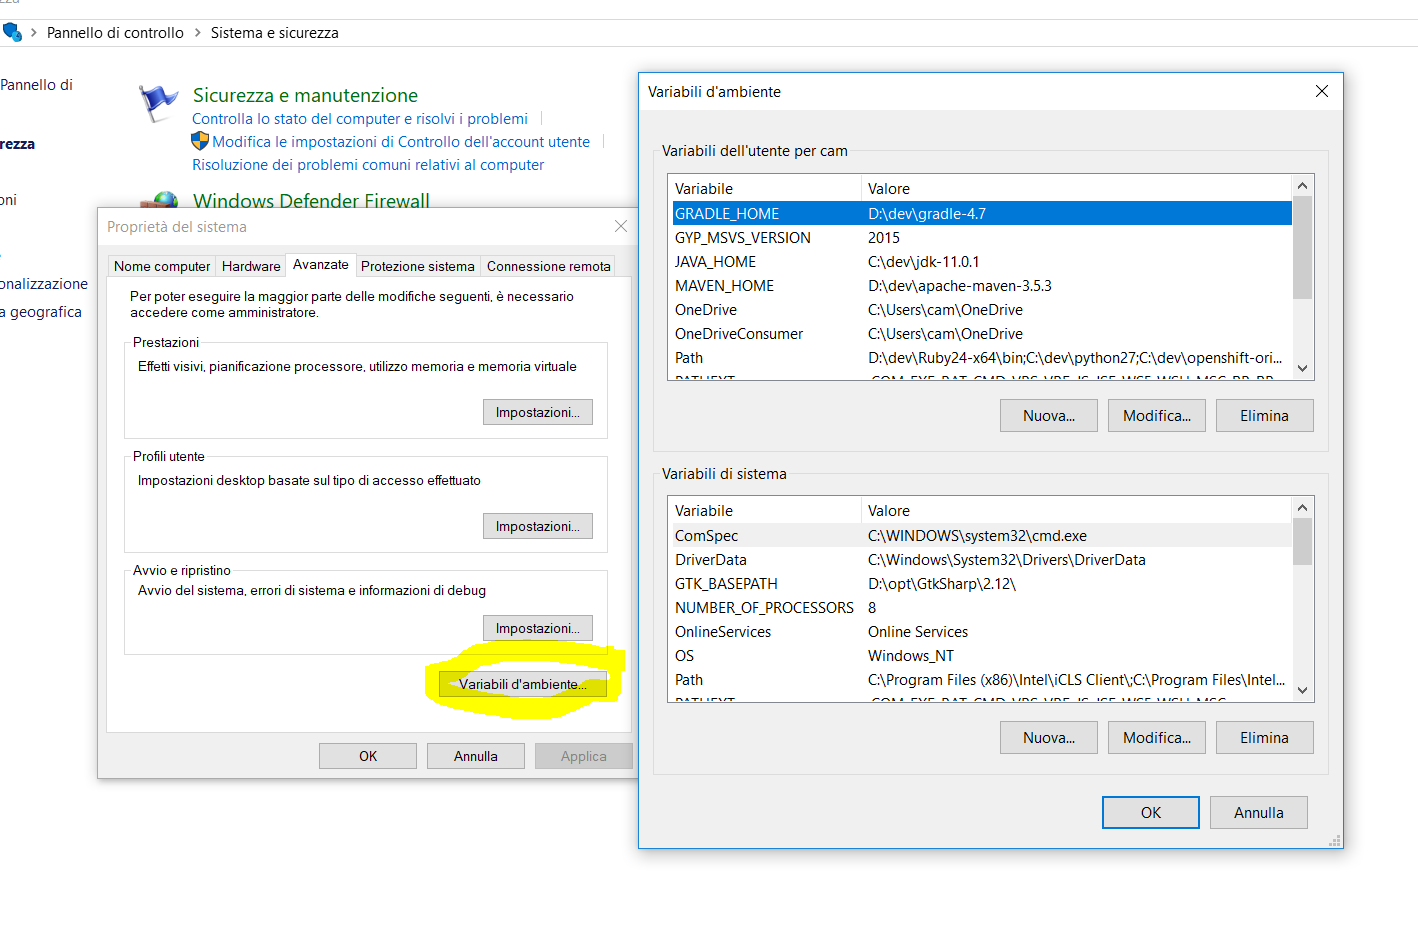 Pannello di controllo > Sistema e sicurezza
Pannello di
rezza
oni
onalizzazione
a geografica
Sicurezza e manutenzione
Controlla lo stato del computer e risolvi i problemi
Modifica le impostazioni di Controllo dell'account utente
Risoluzione dei problemi comuni relativi al computer
Windows Defender Firewall
Proprietà del sistema
Nome computer Hardware Avanzate Protezione sistema Connessione remota
Per poter eseguire la maggior parte delle modifiche seguenti, è necessario
accedere come amministratore.
Prestazioni
Effetti visivi, pianificazione processore, utilizzo memoria e memoria virtuale
Impostazioni...
Profili utente
Impostazioni desktop basate sul tipo di accesso effettuato
Impostazioni...
Avvio e ripristino
Avvio del sistema, errori di sistema e informazioni di debug
Impostazioni...
Variabili d'ambiente...
OK Annulla Applica
Variabili d'ambiente
Variabili dell'utente per cam
Variabile Valore
GRADLE_HOME D:\dev\gradle-4.7
GYP_MSVS_VERSION 2015
JAVA_HOME C:\dev\jdk-11.0.1
MAVEN_HOME D:\dev\apache-maven-3.5.3
OneDrive C:\Users\cam\OneDrive
OneDriveConsumer C:\Users\cam\OneDrive
Path D:\dev\Ruby24-x64\bin;C:\dev\python27;C:\dev\openshift-ori...
Nuova... Modifica... Elimina
Variabili di sistema
Variabile Valore
ComSpec C:\WINDOWS\system32\cmd.exe
DriverData C:\Windows\System32\Drivers\DriverData
GTK_BASEPATH D:\opt\GtkSharp\2.12\
NUMBER_OF_PROCESSORS 8
OnlineServices Online Services
OS Windows_NT
Path C:\Program Files (x86)\Intel\iCLS Client\;C:\Program Files\Intel...
Nuova... Modifica... Elimina
OK Annulla